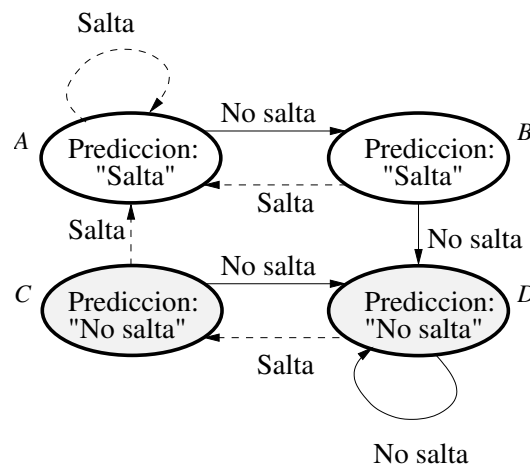 Salta
No salta
A
Prediccion:
"Salta"
B
Prediccion:
"Salta"
Salta
Salta
No salta
No salta
C
Prediccion:
"No salta"
D
Prediccion:
"No salta"
Salta
No salta